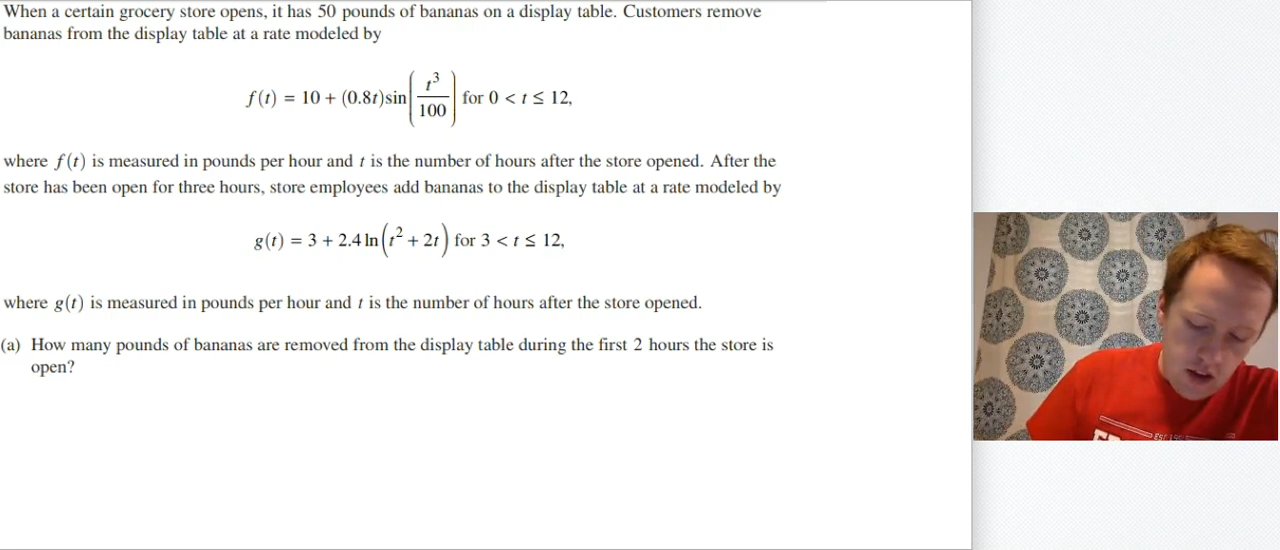 When a certain grocery store opens, it has 50 pounds of bananas on a display table. Customers remove
bananas from the display table at a rate modeled by
f(t) = 10 + (0.8t)sin(t³/100) for 0 < t ≤ 12,
where f(t) is measured in pounds per hour and t is the number of hours after the store opened. After the
store has been open for three hours, store employees add bananas to the display table at a rate modeled by
g(t) = 3 + 2.4 ln(t² + 2t) for 3 < t ≤ 12,
where g(t) is measured in pounds per hour and t is the number of hours after the store opened.
(a) How many pounds of bananas are removed from the display table during the first 2 hours the store is
open?